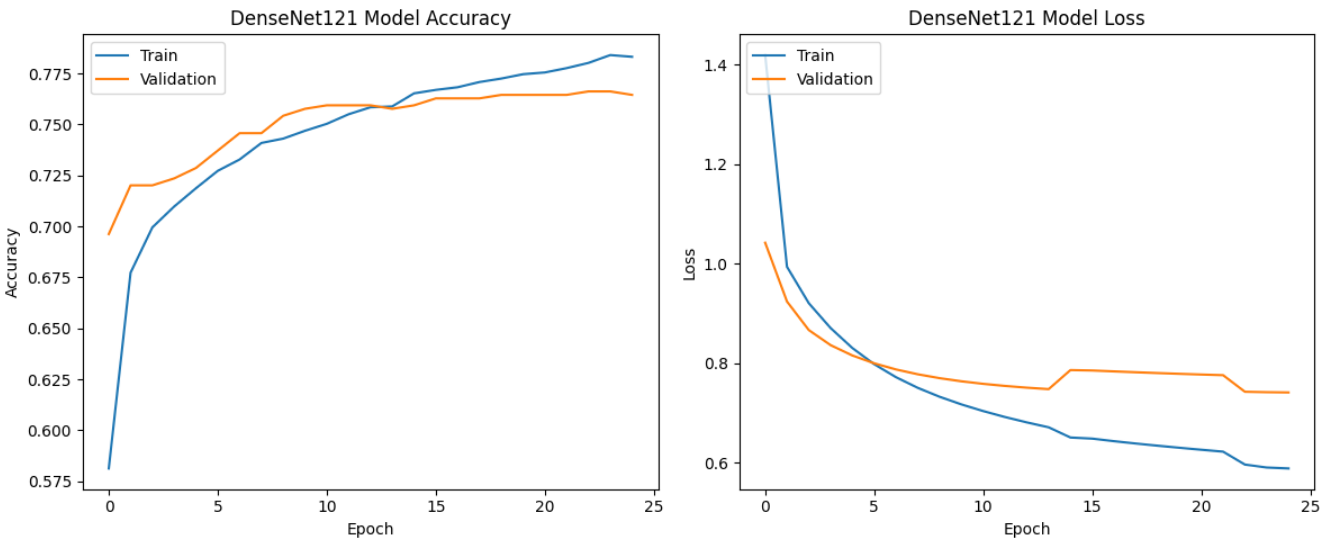 DenseNet121 Model Accuracy
Train
Validation
0.775
0.750
0.725
0.700
0.675
0.650
0.625
0.600
0.575
Accuracy
0
5
10
15
20
25
Epoch
DenseNet121 Model Loss
Train
Validation
1.4
1.2
1.0
0.8
0.6
Loss
0
5
10
15
20
25
Epoch